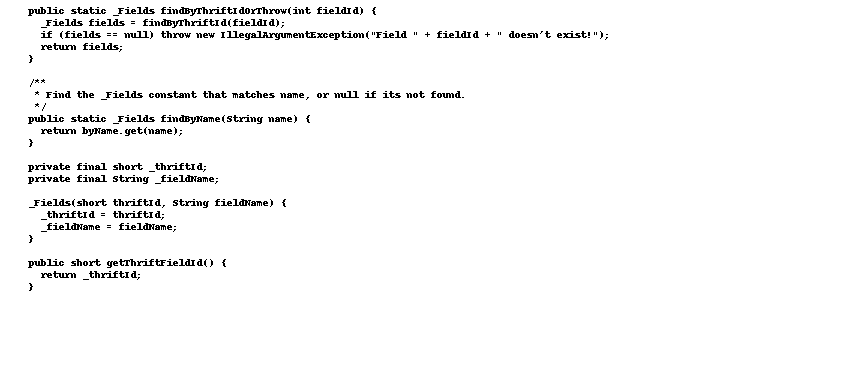 public static _Fields findByThriftIdOrThrow(int fieldId) {
_Fields fields = findByThriftId(fieldId);
if (fields == null) throw new IllegalArgumentException("Field " + fieldId + " doesn't exist!");
return fields;
}
/**
* Find the _Fields constant that matches name, or null if its not found.
*/
public static _Fields findByName(String name) {
return byName.get(name);
}
private final short _thriftId;
private final String _fieldName;
_Fields(short thriftId, String fieldName) {
_thriftId = thriftId;
_fieldName = fieldName;
}
public short getThriftFieldId() {
return _thriftId;
}